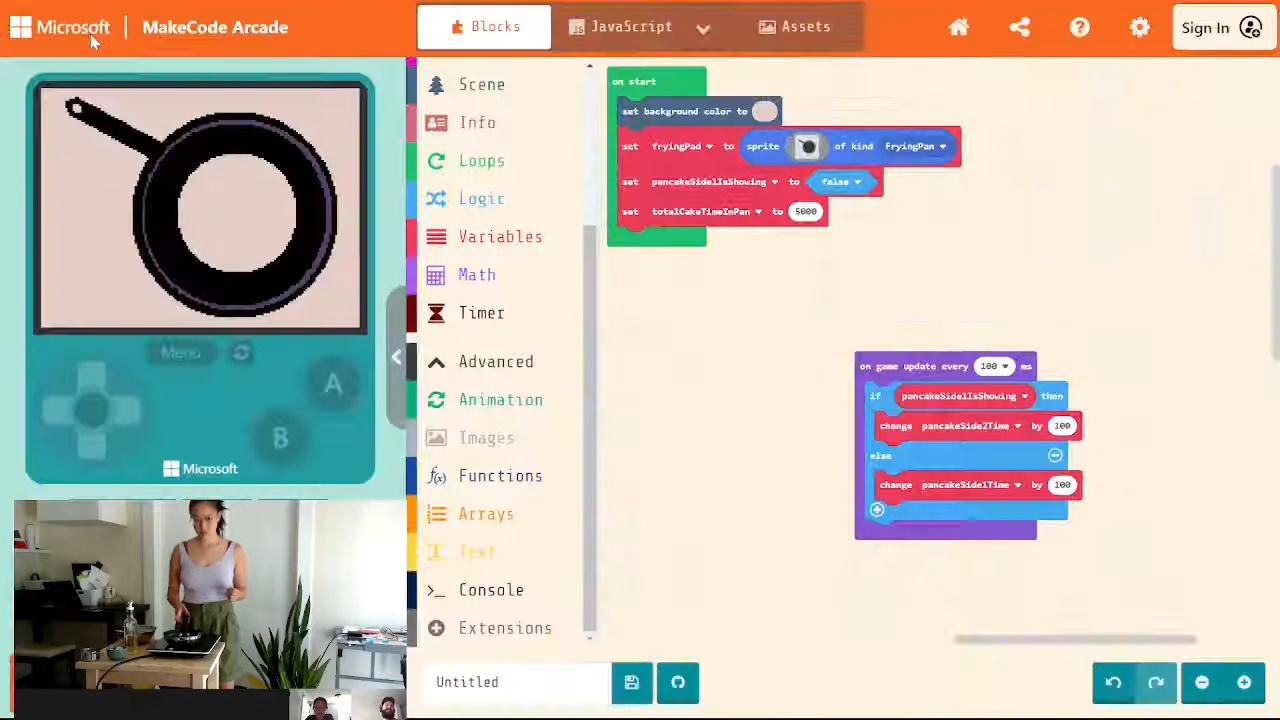 Microsoft | MakeCode Arcade
Blocks
JavaScript
Assets
Sign In
Menu
A
B
Microsoft
Scene
Info
Loops
Logic
Variables
Math
Timer
Advanced
Animation
Images
Functions
Arrays
Text
Console
Extensions
on start
set background color to
set fryingPad to sprite of kind FryingPan
set pancakeSide1IsShowing to false
set totalCakeTimeInPan to 5000
on game update every 100 ms
if pancakeSide1IsShowing then
change pancakeSide2Time by 100
else
change pancakeSide1Time by 100
Untitled